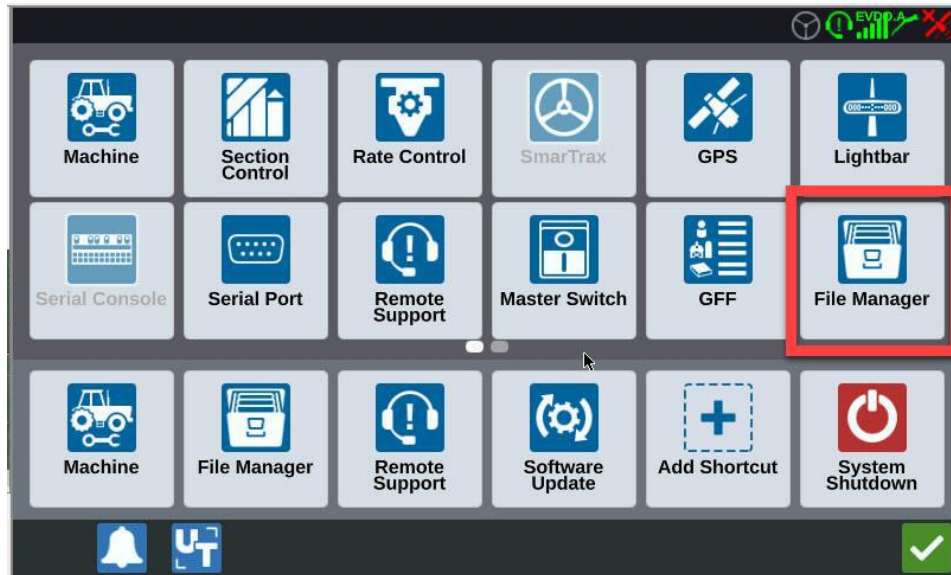 EVDO.A
Machine
Section
Control
Rate Control
SmarTrax
GPS
Lightbar
Serial Console
Serial Port
Remote
Support
Master Switch
GFF
File Manager
Machine
File Manager
Remote
Support
Software
Update
Add Shortcut
System
Shutdown
UT